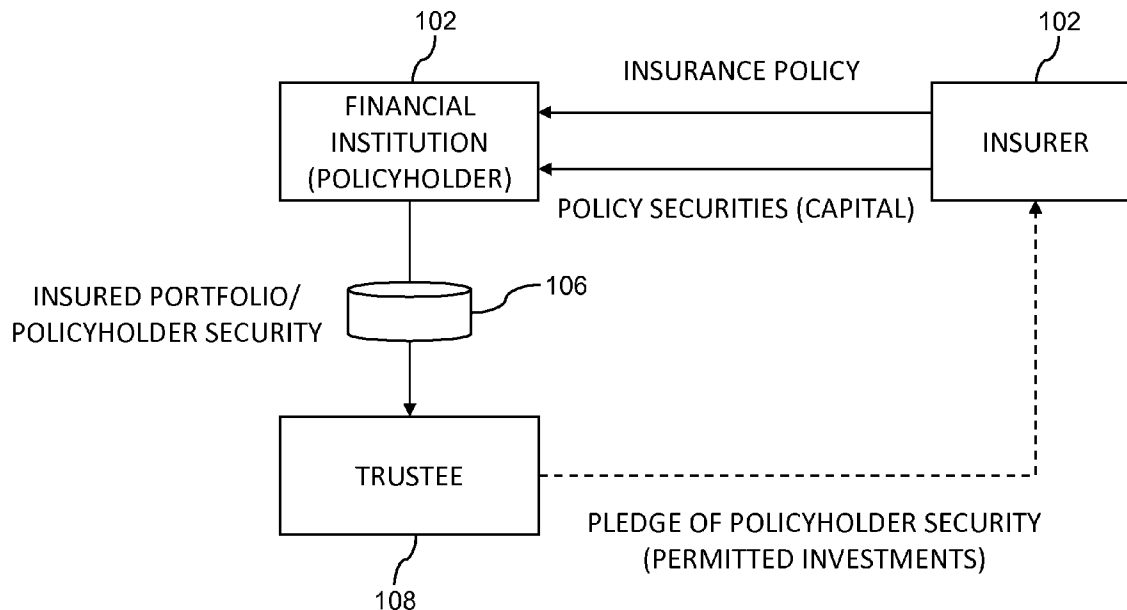 102
102
INSURANCE POLICY
FINANCIAL
INSTITUTION
(POLICYHOLDER)
INSURER
POLICY SECURITIES (CAPITAL)
INSURED PORTFOLIO/
POLICYHOLDER SECURITY
106
TRUSTEE
PLEDGE OF POLICYHOLDER SECURITY
(PERMITTED INVESTMENTS)
108